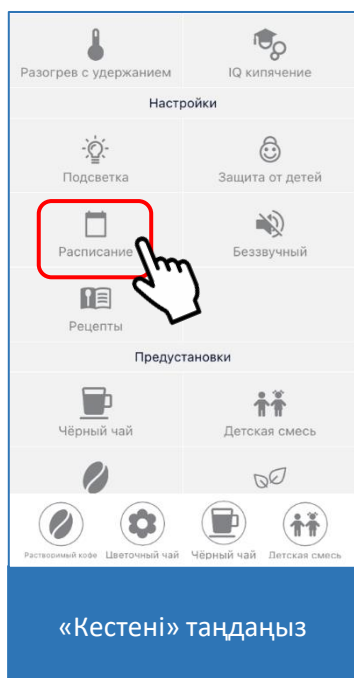 Разогрев с удержанием IQ кипячение
Настройки
Подсветка Защита от детей
Расписание Беззвучный
Рецепты
Предустановки
Чёрный чай Детская смесь
Растворимый кофе Цветочный чай Чёрный чай Детская смесь
«Кестені» таңдаңыз